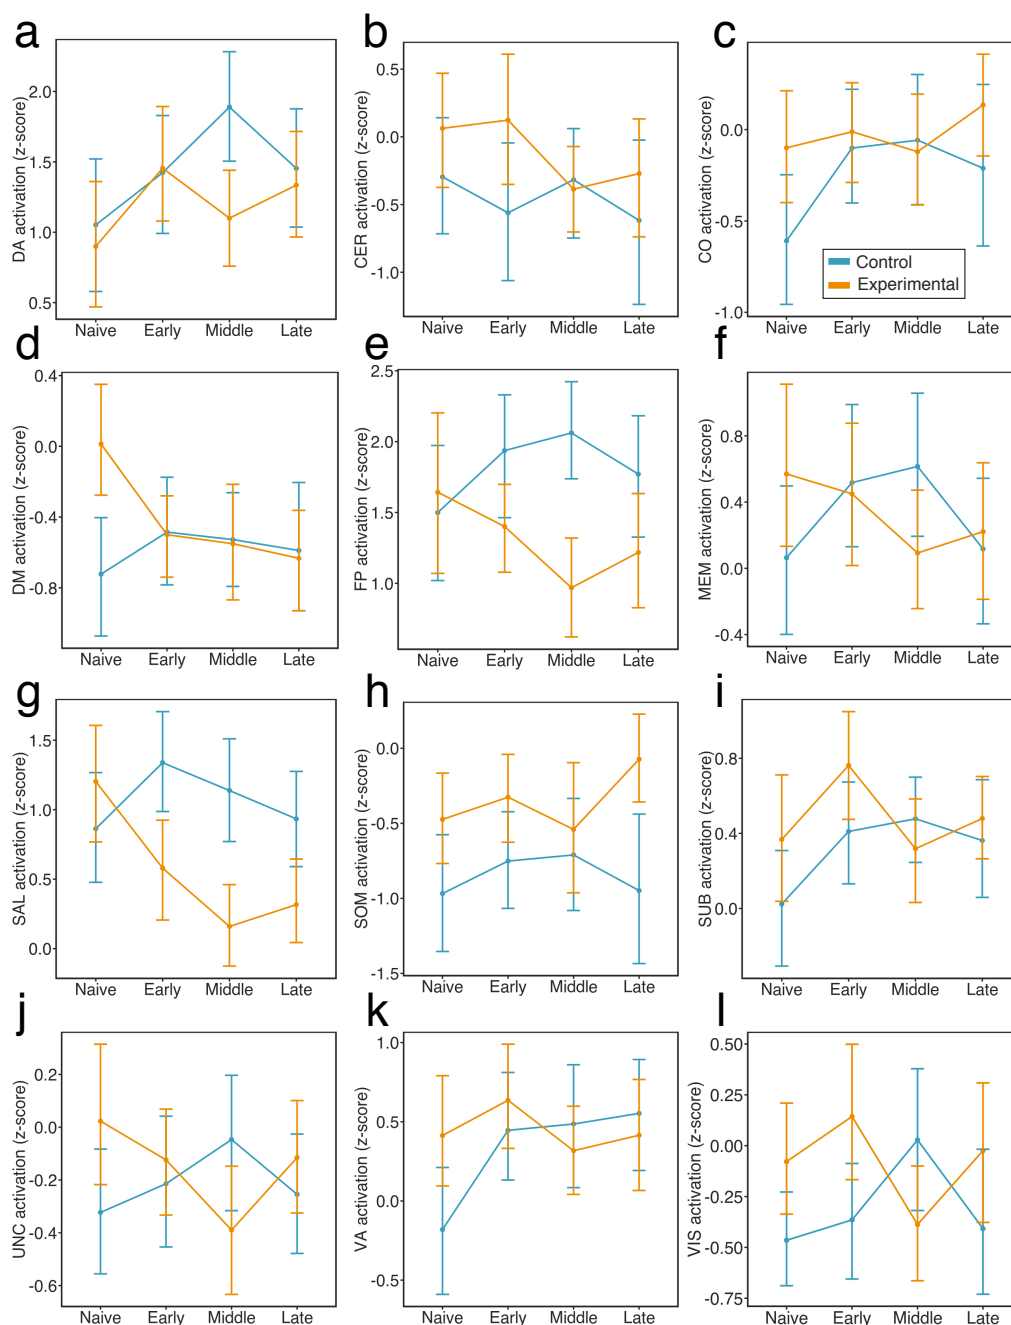 a
DA activation (z-score)
2.0
1.5
1.0
0.5
Naive Early Middle Late
b
CER activation (z-score)
0.5
0.0
-0.5
-1.0
Naive Early Middle Late
c
CO activation (z-score)
0.0
-0.5
-1.0
Control
Experimental
Naive Early Middle Late
d
DM activation (z-score)
0.4
0.0
-0.4
-0.8
Naive Early Middle Late
e
FP activation (z-score)
2.5
2.0
1.5
1.0
Naive Early Middle Late
f
MEM activation (z-score)
0.8
0.4
0.0
-0.4
Naive Early Middle Late
g
SAL activation (z-score)
1.5
1.0
0.5
0.0
Naive Early Middle Late
h
SOM activation (z-score)
0.0
-0.5
-1.0
-1.5
Naive Early Middle Late
i
SUB activation (z-score)
0.8
0.4
0.0
Naive Early Middle Late
j
UNC activation (z-score)
0.2
0.0
-0.2
-0.4
-0.6
Naive Early Middle Late
k
VA activation (z-score)
1.0
0.5
0.0
-0.5
Naive Early Middle Late
l
VIS activation (z-score)
0.50
0.25
0.00
-0.25
-0.50
-0.75
Naive Early Middle Late